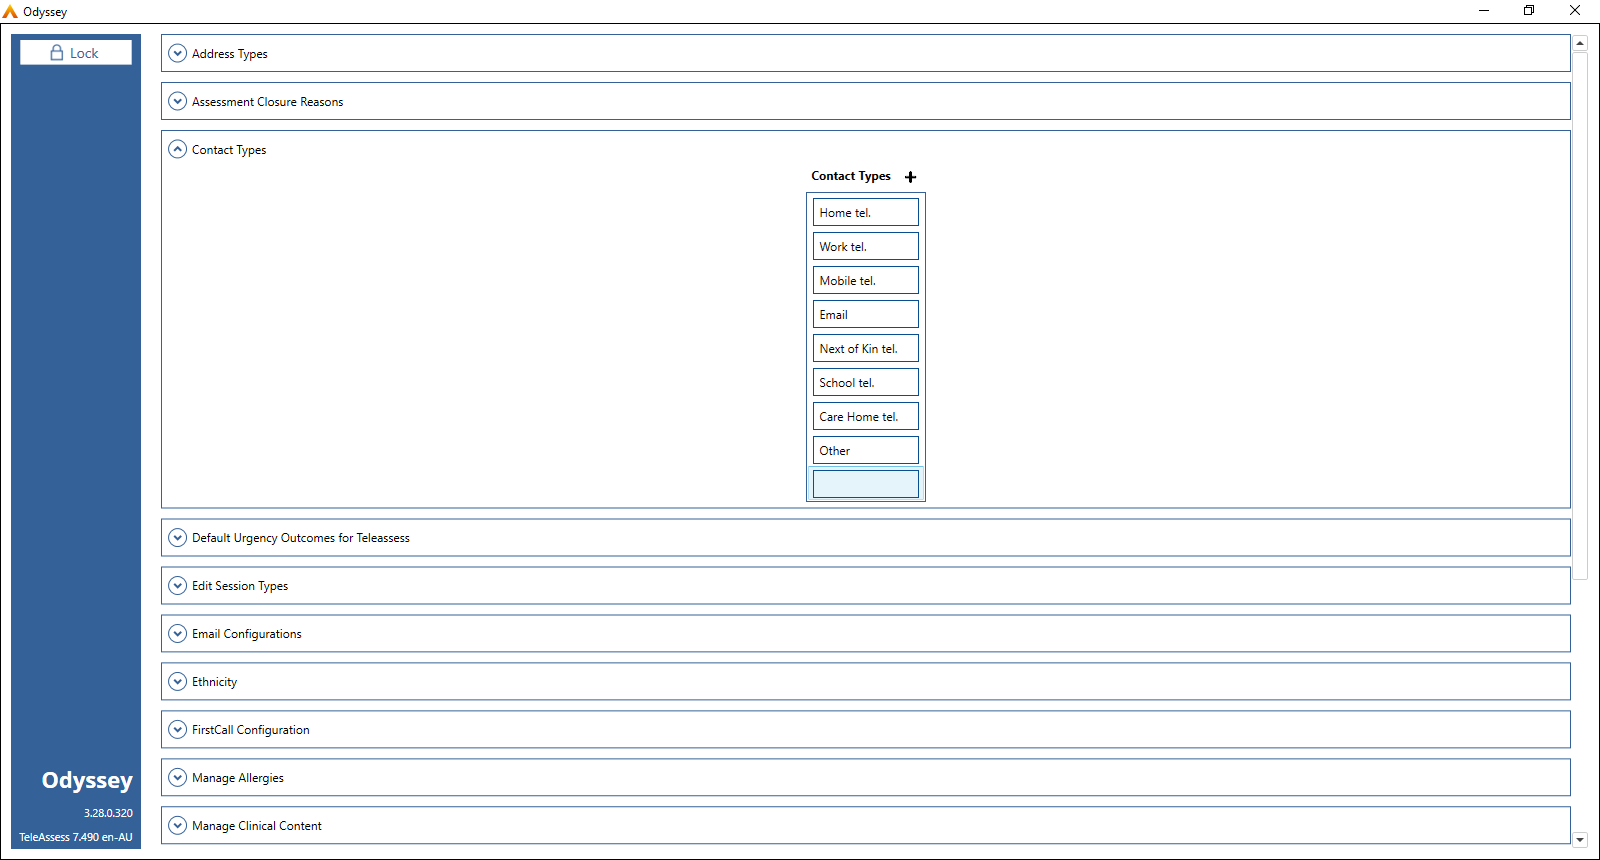 Odyssey
Lock
Address Types
Assessment Closure Reasons
Contact Types
Contact Types
Home tel.
Work tel.
Mobile tel.
Email
Next of Kin tel.
School tel.
Care Home tel.
Other
Default Urgency Outcomes for Teleassess
Edit Session Types
Email Configurations
Ethnicity
FirstCall Configuration
Manage Allergies
Manage Clinical Content
Odyssey
3.28.0.320
TeleAssess 7.490 en-AU